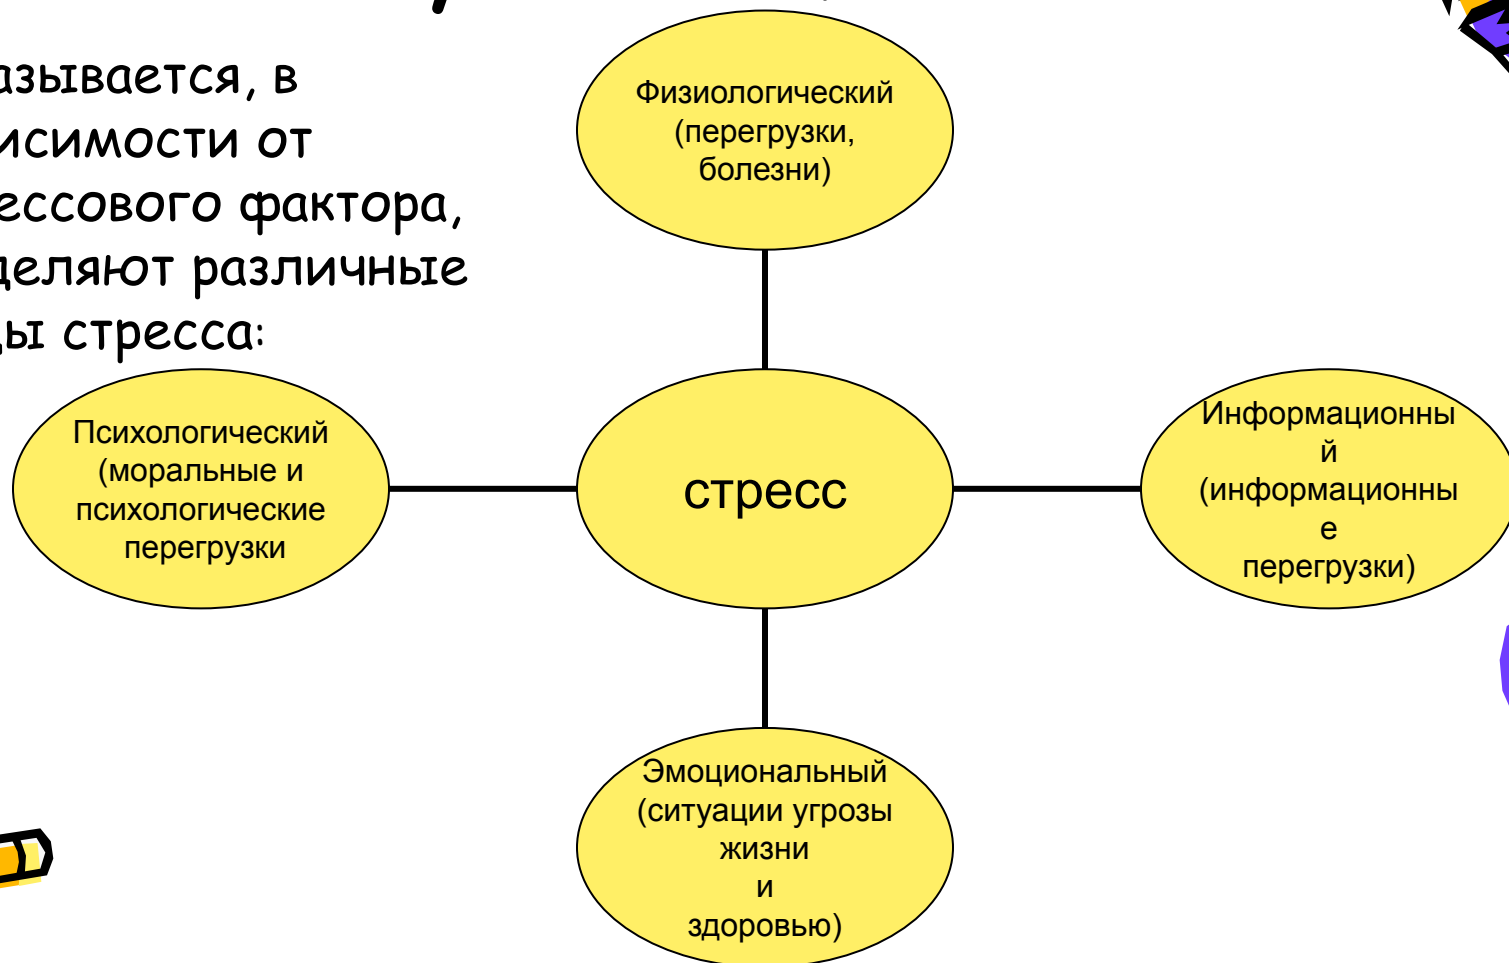 азывается, в
исимости от
ессового фактора,
деляют различные
ды стресса:
Физиологический
(перегрузки,
болезни)
Психологический
(моральные и
психологические
перегрузки
стресс
Информационны
й
(информационны
е
перегрузки)
Эмоциональный
(ситуации угрозы
жизни
и
здоровью)